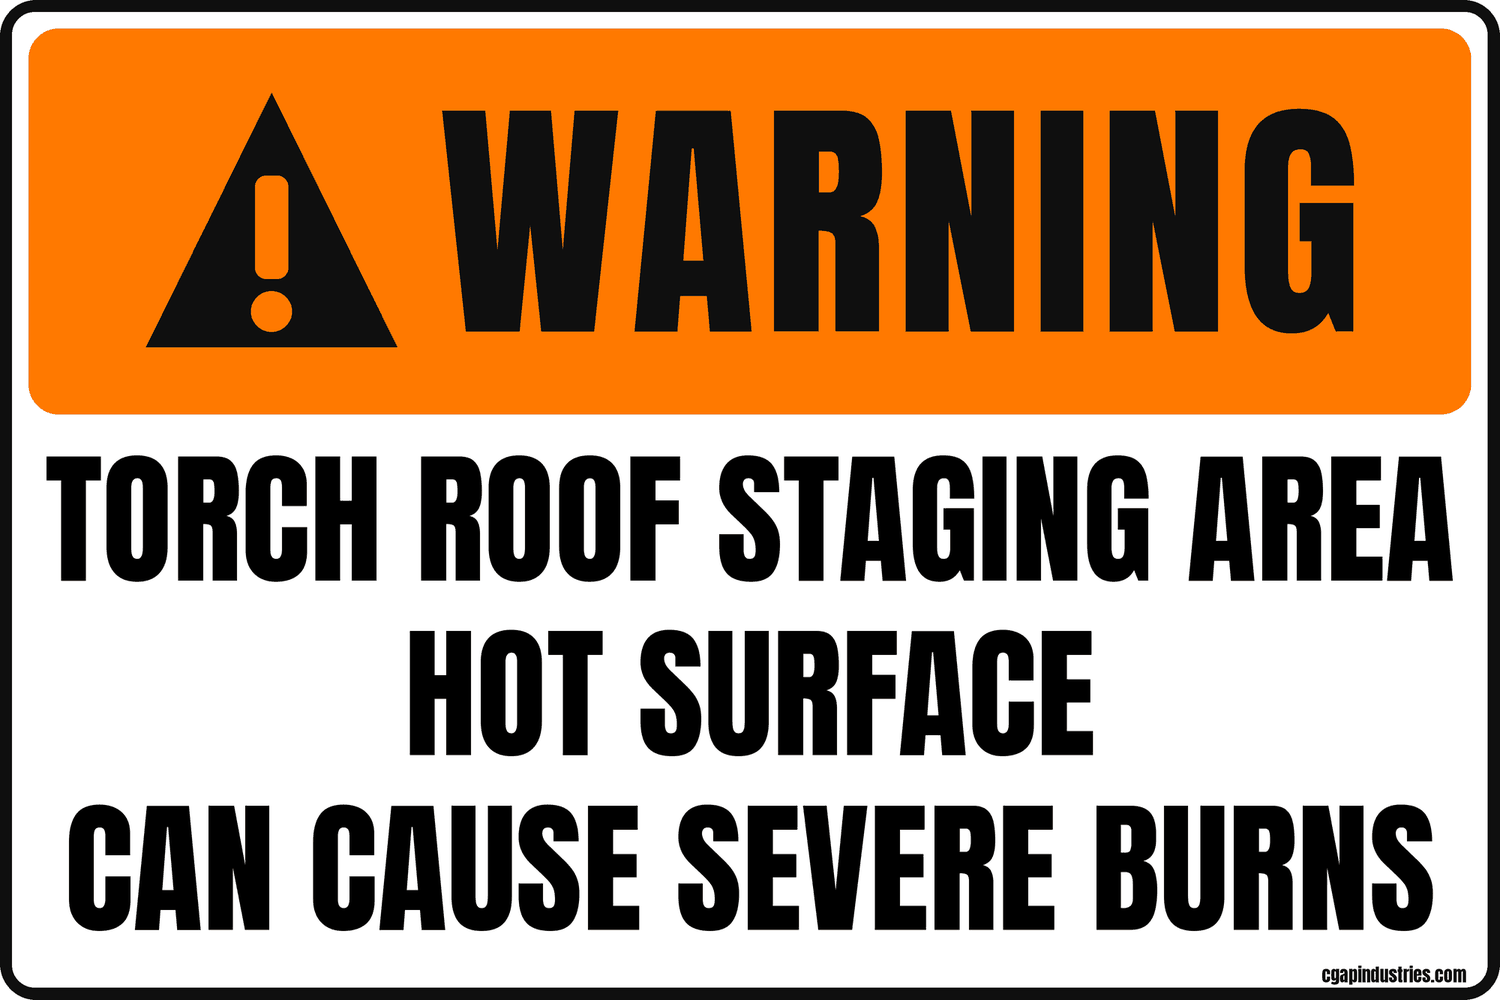 WARNING
TORCH ROOF STAGING AREA
HOT SURFACE
CAN CAUSE SEVERE BURNS
cgapindustries.com